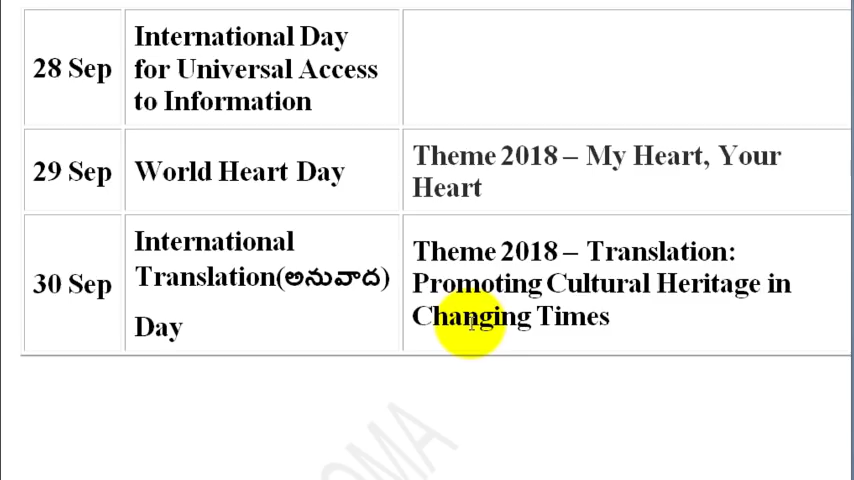 28 Sep
International Day
for Universal Access
to Information
29 Sep
World Heart Day
Theme 2018 – My Heart, Your
Heart
30 Sep
International
Translation(అనువాద)
Day
Theme 2018 – Translation:
Promoting Cultural Heritage in
Changing Times